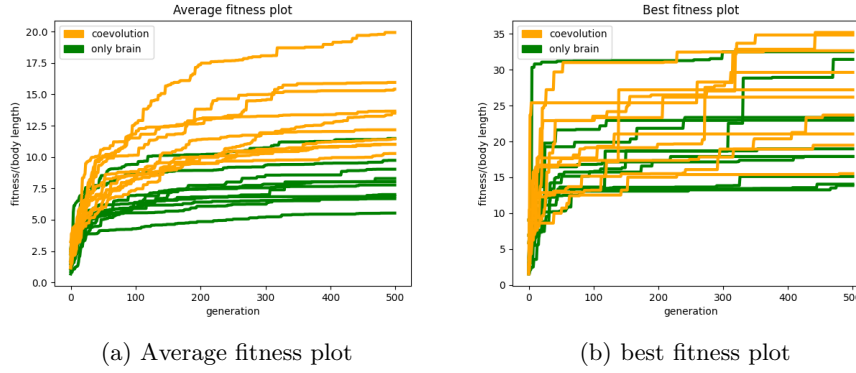 Average fitness plot
coevolution
only brain
fitness/(body length)
20.0
17.5
15.0
12.5
10.0
7.5
5.0
2.5
0.0
0 100 200 300 400 500
generation
(a) Average fitness plot
Best fitness plot
coevolution
only brain
fitness/(body length)
35
30
25
20
15
10
5
0
0 100 200 300 400 500
generation
(b) best fitness plot